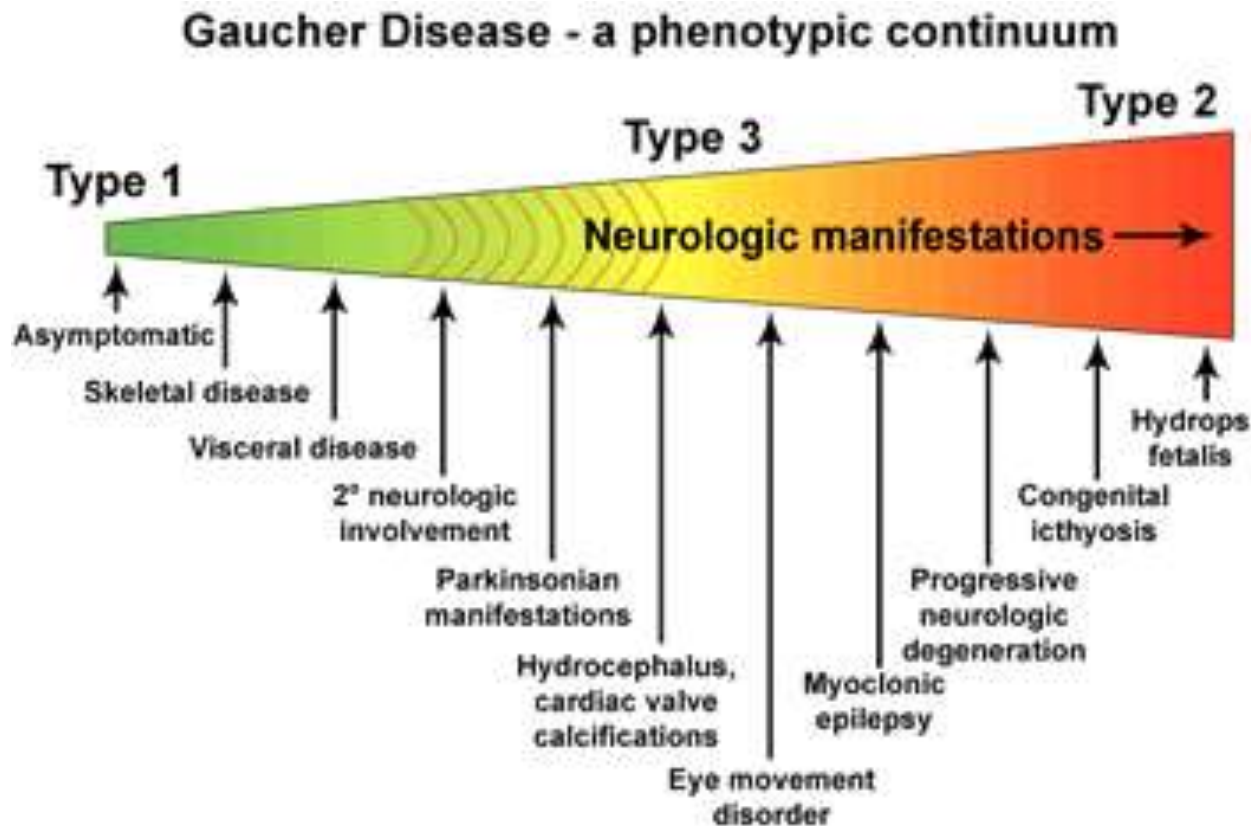 Gaucher Disease - a phenotypic continuum
Type 1
Type 3
Type 2
Neurologic manifestations
Asymptomatic
Skeletal disease
Visceral disease
2° neurologic
involvement
Parkinsonian
manifestations
Hydrocephalus,
cardiac valve
calcifications
Eye movement
disorder
Myoclonic
epilepsy
Progressive
neurologic
degeneration
Congenital
icthyosis
Hydrops
fetalis